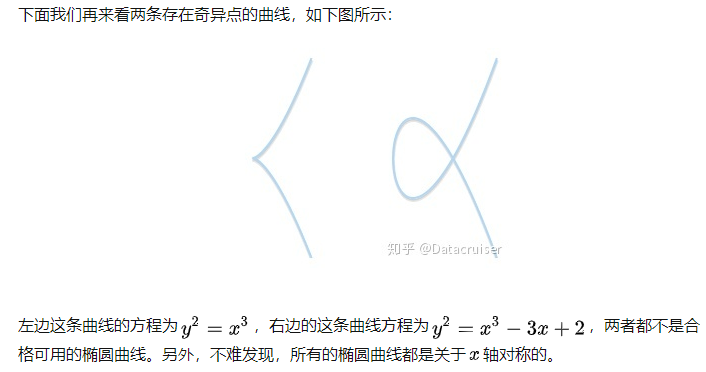 下面我们再来看两条存在奇异点的曲线，如下图所示：
知乎 @Datacruiser
左边这条曲线的方程为 y² = x³ ，右边的这条曲线方程为 y² = x³ − 3x + 2 ，两者都不是合
格可用的椭圆曲线。另外，不难发现，所有的椭圆曲线都是关于 x 轴对称的。